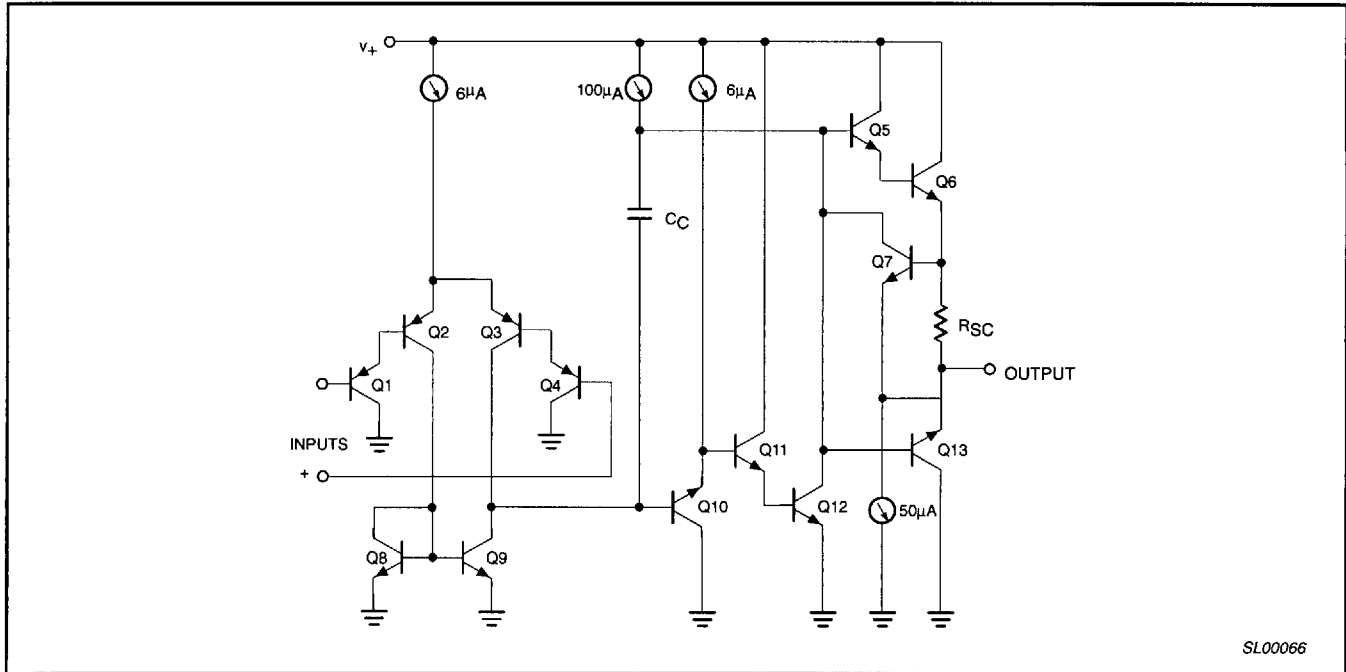 V+
6µA
100µA
6µA
Q5
Q6
CC
Q7
RSC
Q2
Q3
Q1
Q4
OUTPUT
INPUTS
+
Q11
Q13
Q10
Q12
50µA
Q8
Q9
SL00066